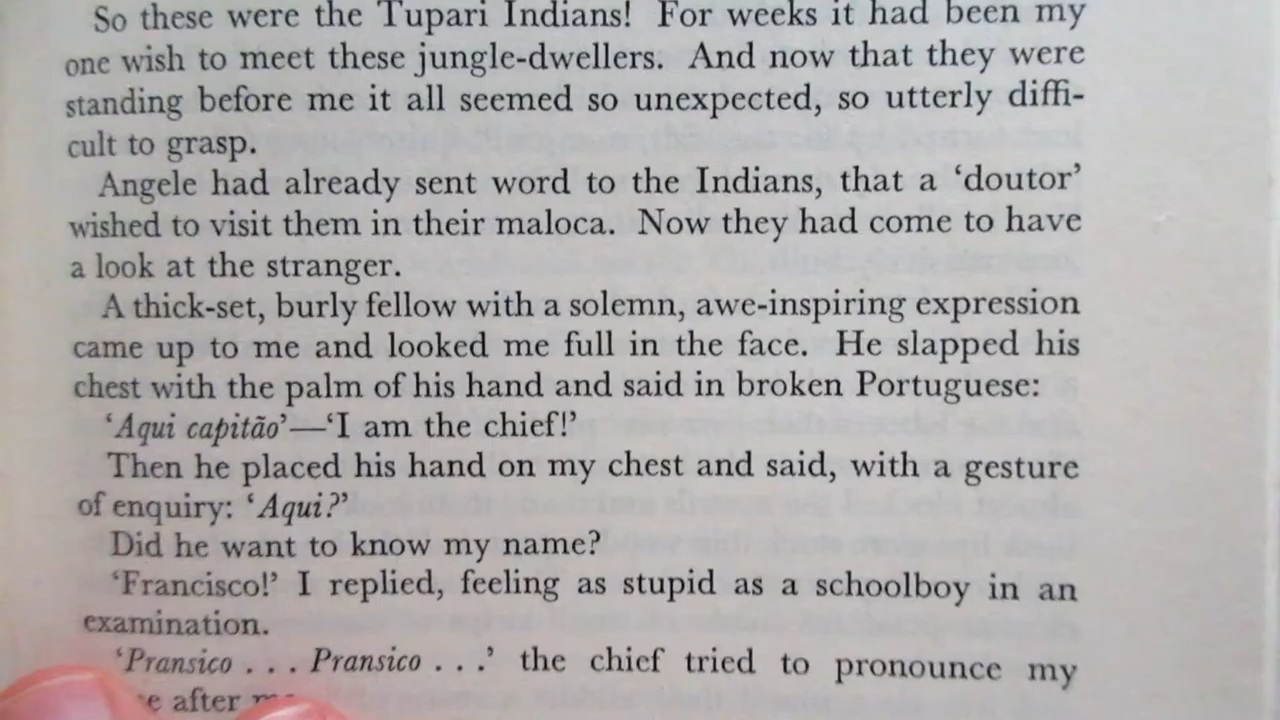 So these were the Tupari Indians! For weeks it had been my
one wish to meet these jungle-dwellers. And now that they were
standing before me it all seemed so unexpected, so utterly diffi-
cult to grasp.
Angele had already sent word to the Indians, that a ‘doutor’
wished to visit them in their maloca. Now they had come to have
a look at the stranger.
A thick-set, burly fellow with a solemn, awe-inspiring expression
came up to me and looked me full in the face. He slapped his
chest with the palm of his hand and said in broken Portuguese:
‘Aqui capitão’—‘I am the chief!’
Then he placed his hand on my chest and said, with a gesture
of enquiry: ‘Aqui?’
Did he want to know my name?
‘Francisco!’ I replied, feeling as stupid as a schoolboy in an
examination.
‘Pransico . . . Pransico . . .’ the chief tried to pronounce my
after